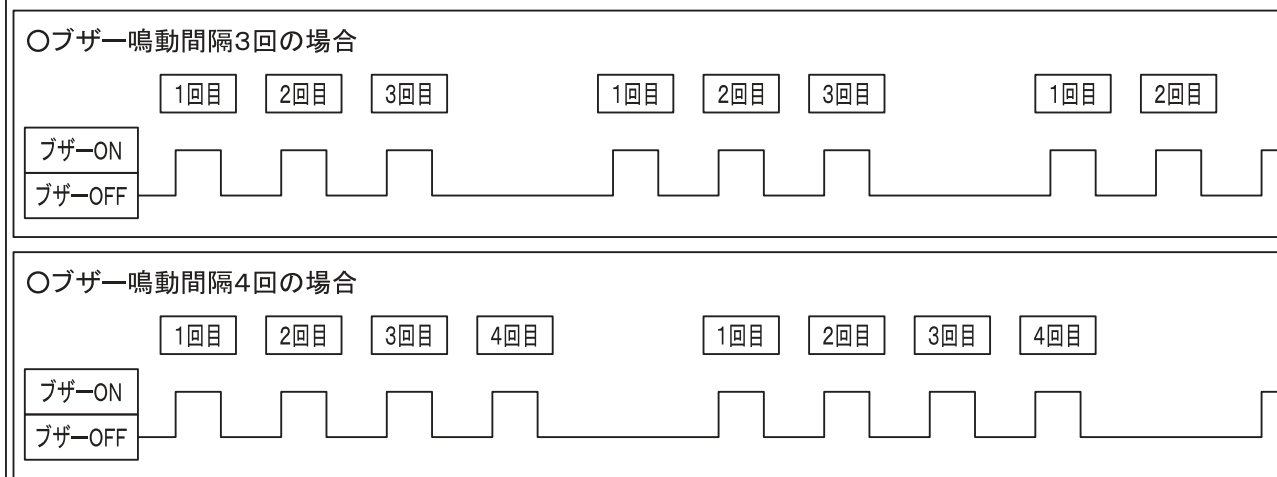 ○ブザー鳴動間隔3回の場合
1回目 2回目 3回目 1回目 2回目 3回目 1回目 2回目
ブザーON
ブザーOFF
○ブザー鳴動間隔4回の場合
1回目 2回目 3回目 4回目 1回目 2回目 3回目 4回目
ブザーON
ブザーOFF